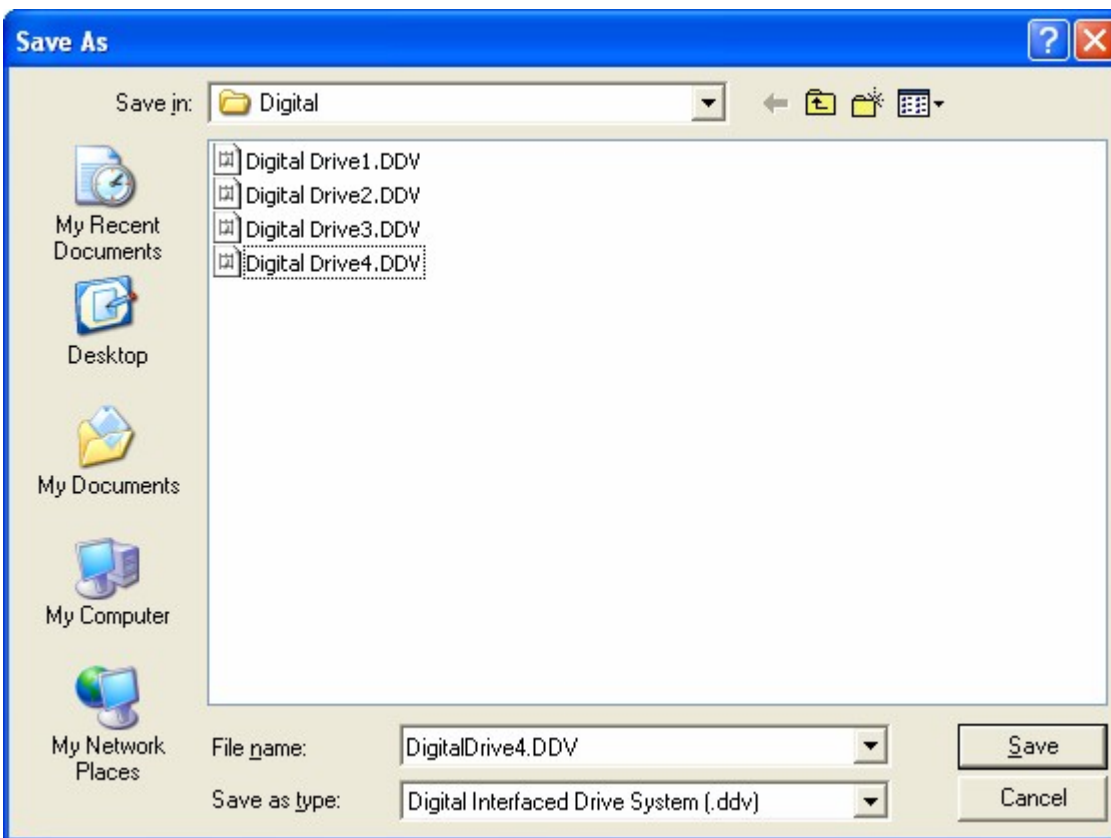 Save As
?
Save in:
Digital
Digital Drive1.DDV
Digital Drive2.DDV
Digital Drive3.DDV
Digital Drive4.DDV
My Recent
Documents
Desktop
My Documents
My Computer
My Network
Places
File name:
DigitalDrive4.DDV
Save
Save as type:
Digital Interfaced Drive System (.ddv)
Cancel